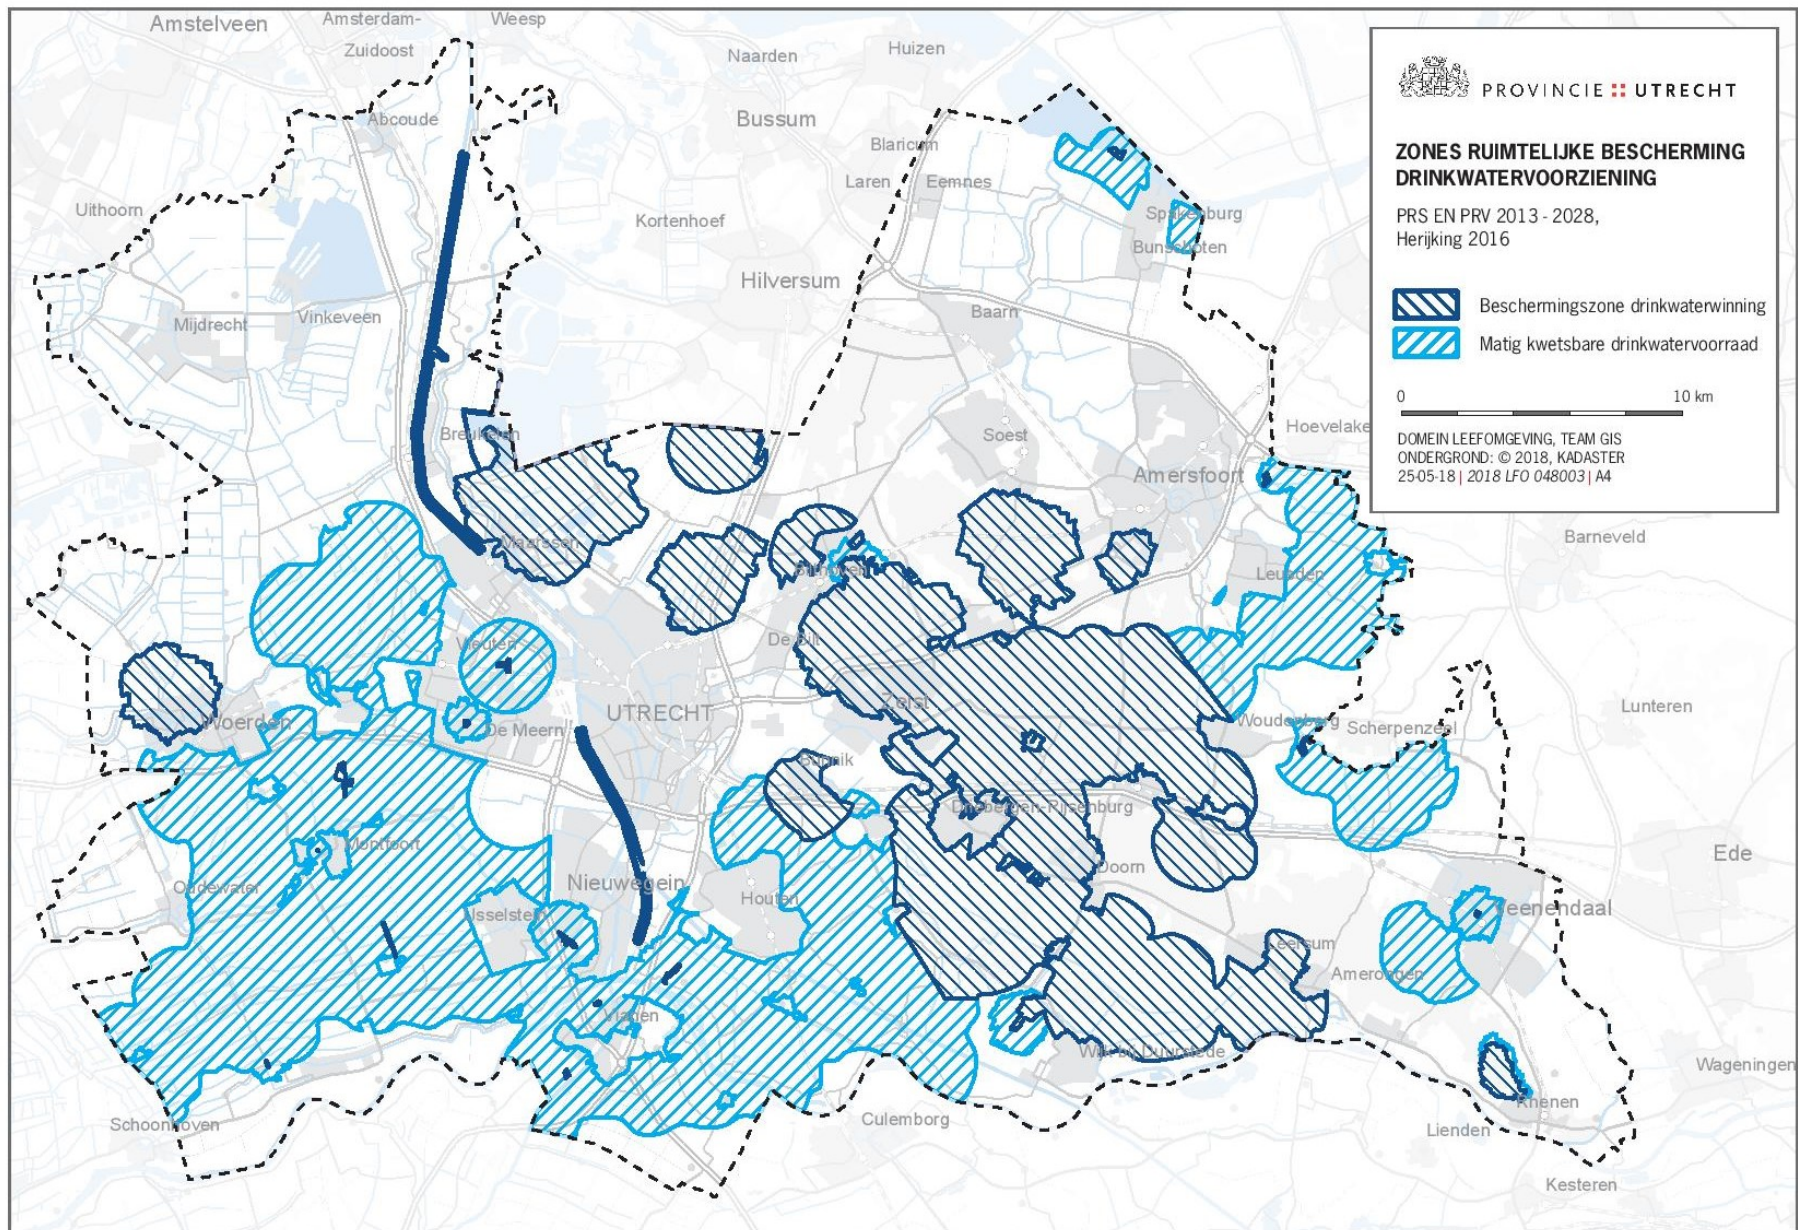 Amstelveen
Amsterdam-
Zuidoost
Weesp
Naarden
Huizen
Abcoude
Bussum
Blaricum
Laren
Eemnes
Uithoorn
Kortenhoef
Spakenburg
Bunschoten
Hilversum
Mijdrecht
Vinkeveen
Baarn
Breukelen
Soest
Hoevelake
Amersfoort
Maarssen
Bilthoven
Leusden
Barneveld
Vleuten
De Bilt
Zeist
Woerden
De Meern
UTRECHT
Woudenberg
Scherpenzeel
Lunteren
Bunnik
Driebergen-Rijsenburg
Montfoort
Oudewater
Nieuwegein
Houten
Doorn
Ede
IJsselstein
Veenendaal
Leersum
Amerongen
Vianen
Wijk bij Duurstede
Wageningen
Schoonhoven
Culemborg
Rhenen
Lienden
Kesteren
PROVINCIE :: UTRECHT
ZONES RUIMTELIJKE BESCHERMING
DRINKWATERVOORZIENING
PRS EN PRV 2013 - 2028,
Herijking 2016
Beschermingszone drinkwaterwinning
Matig kwetsbare drinkwatervoorraad
0 10 km
DOMEIN LEEFOMGEVING, TEAM GIS
ONDERGROND: © 2018, KADASTER
25-05-18 | 2018 LFO 048003 | A4